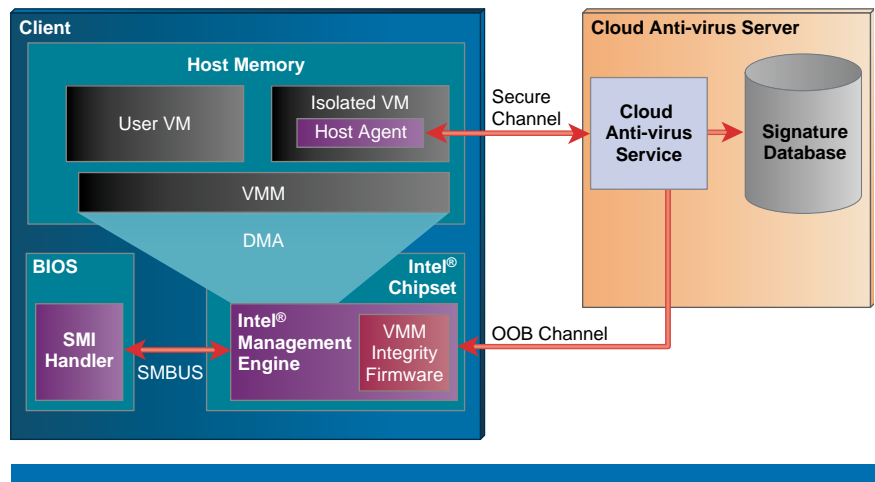 Client
Host Memory
User VM
Isolated VM
Host Agent
VMM
DMA
BIOS
SMI
Handler
SMBUS
Intel®
Chipset
Intel®
Management
Engine
VMM
Integrity
Firmware
Secure
Channel
OOB Channel
Cloud Anti-virus Server
Cloud
Anti-virus
Service
Signature
Database